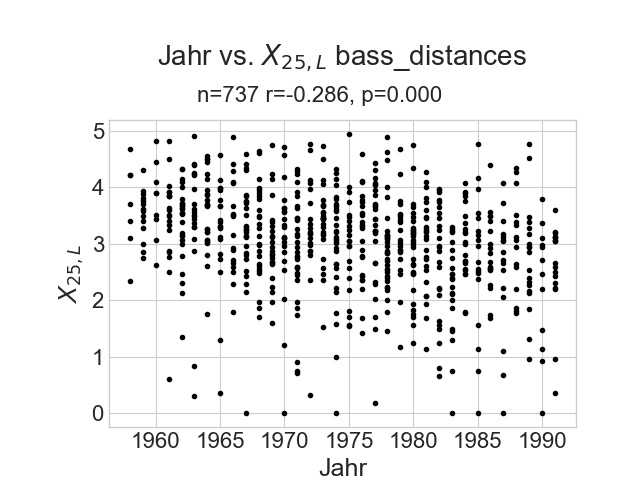 Jahr vs. X25, L bass_distances
n=737 r=-0.286, p=0.000
5
4
3
2
1
0
X25, L
1960 1965 1970 1975 1980 1985 1990
Jahr